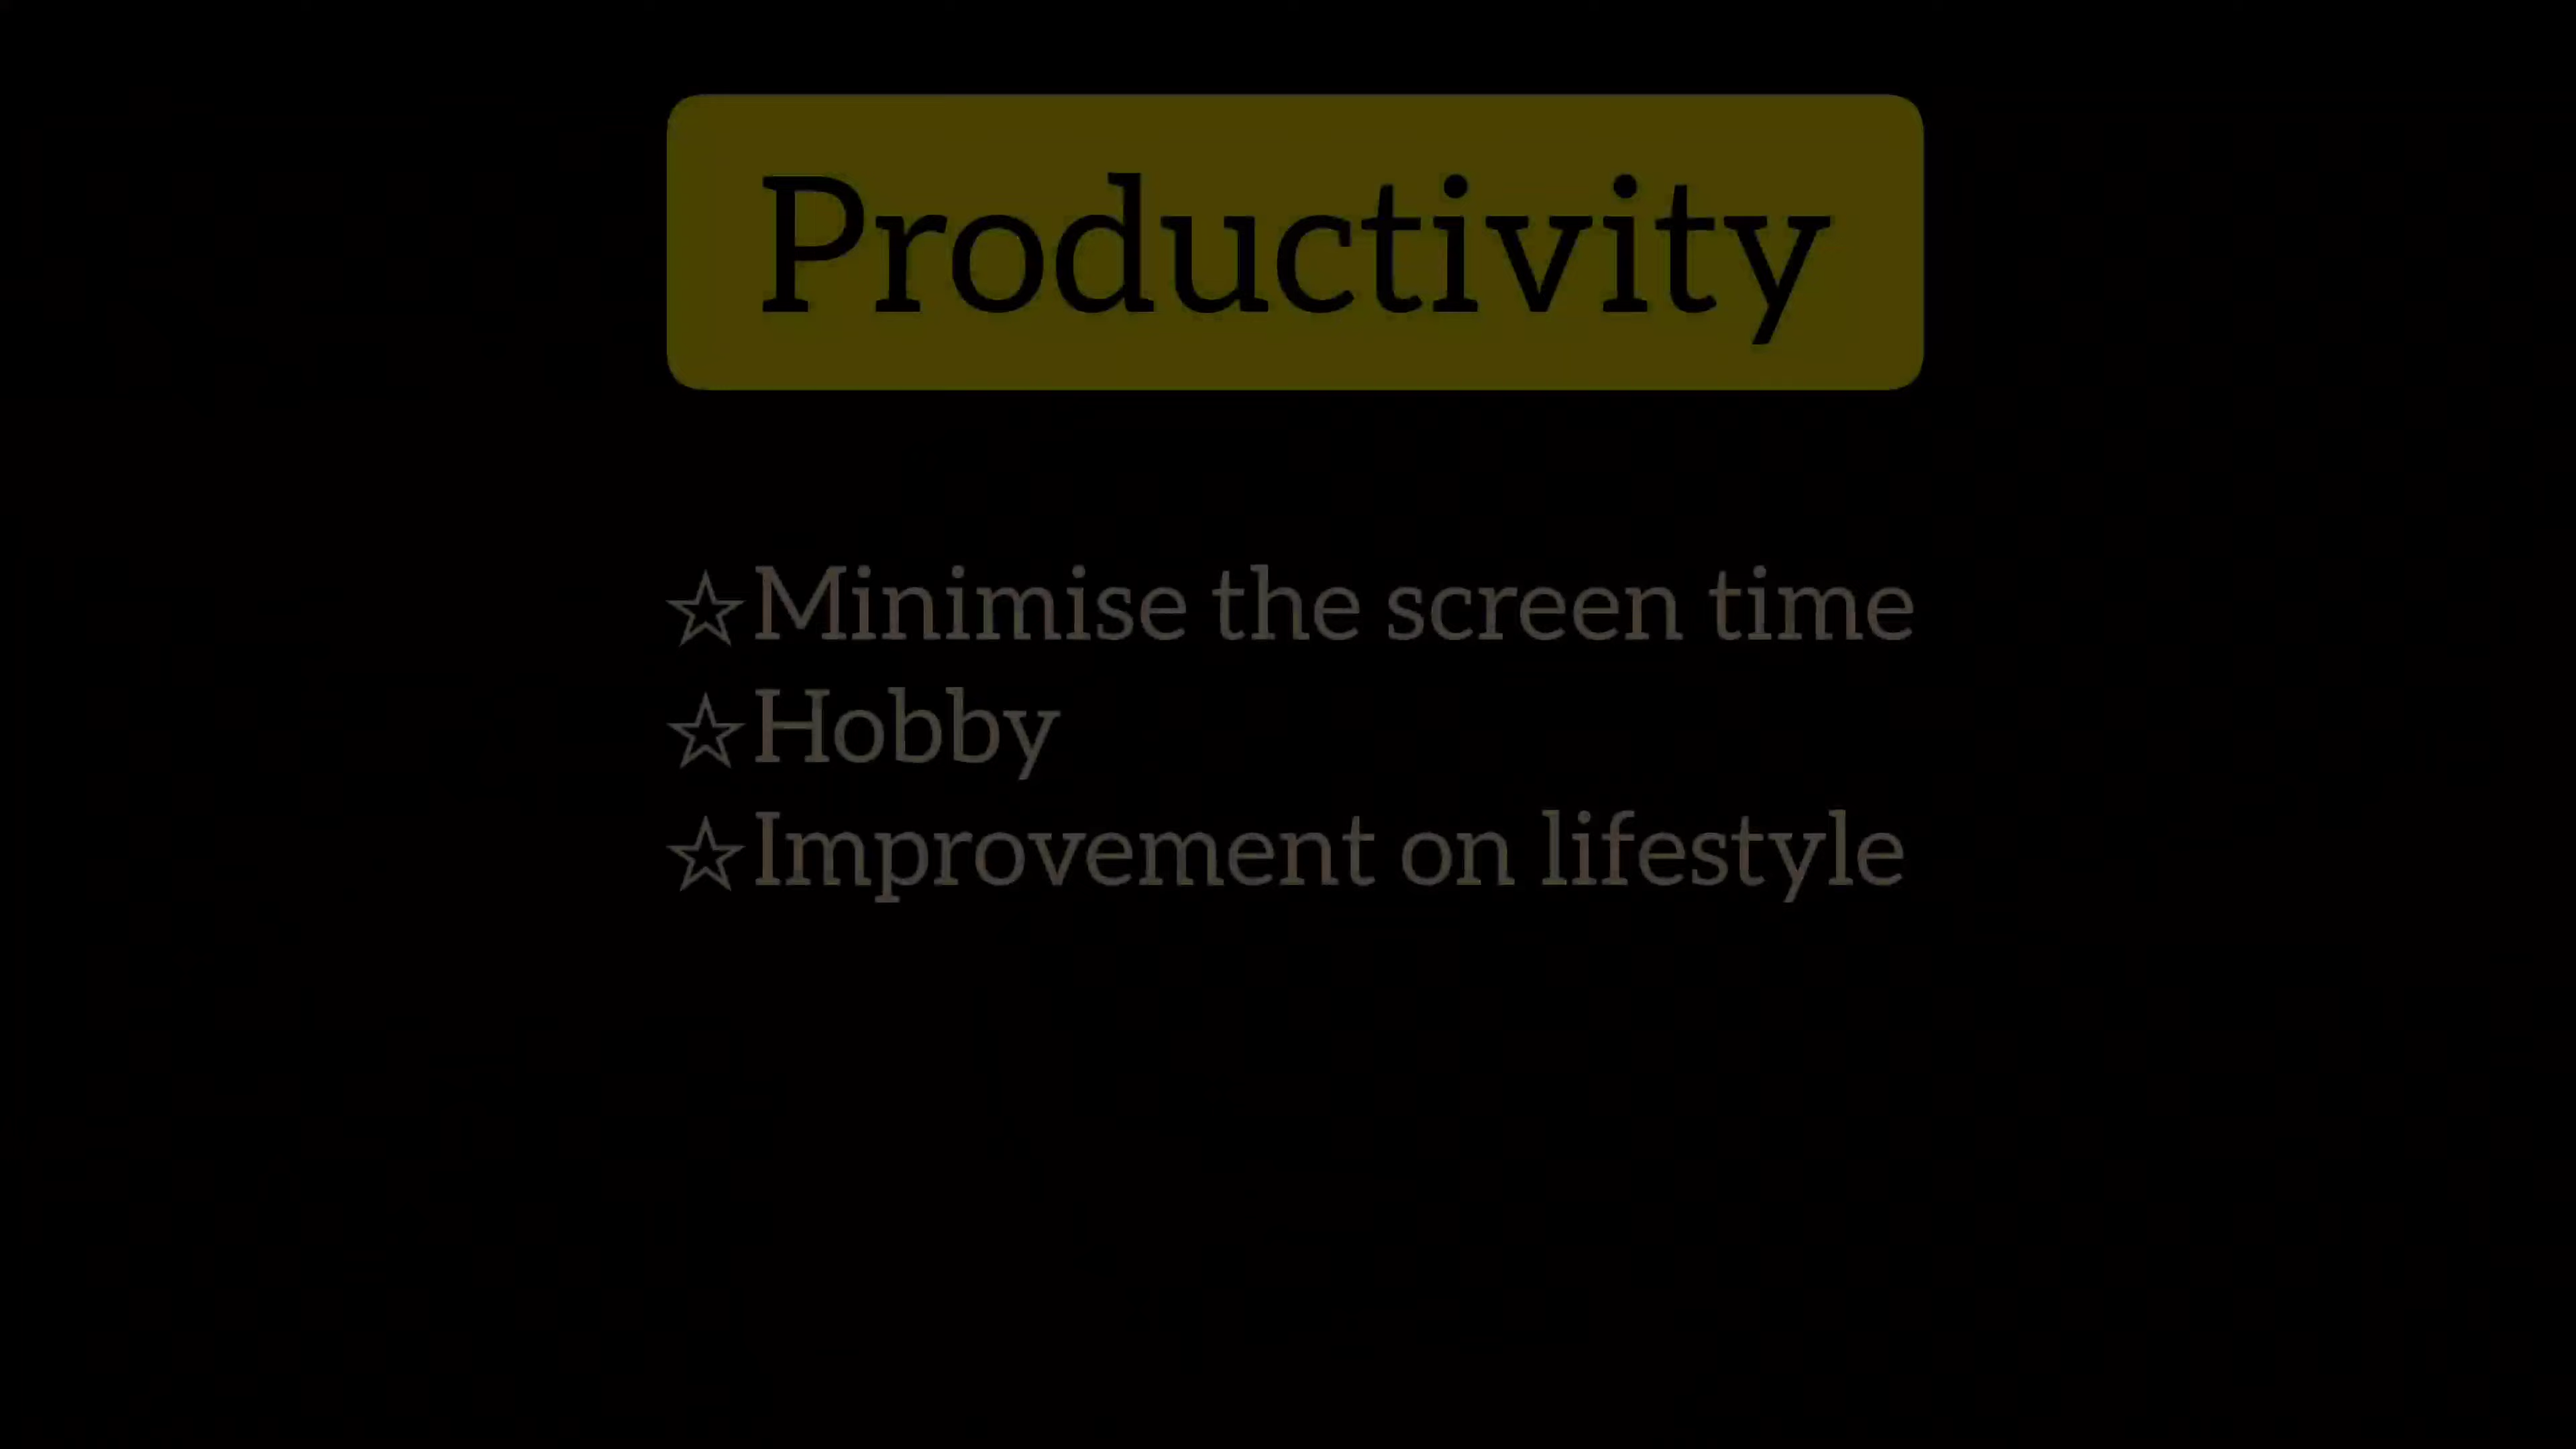 Productivity
☆Minimise the screen time
☆Hobby
☆Improvement on lifestyle